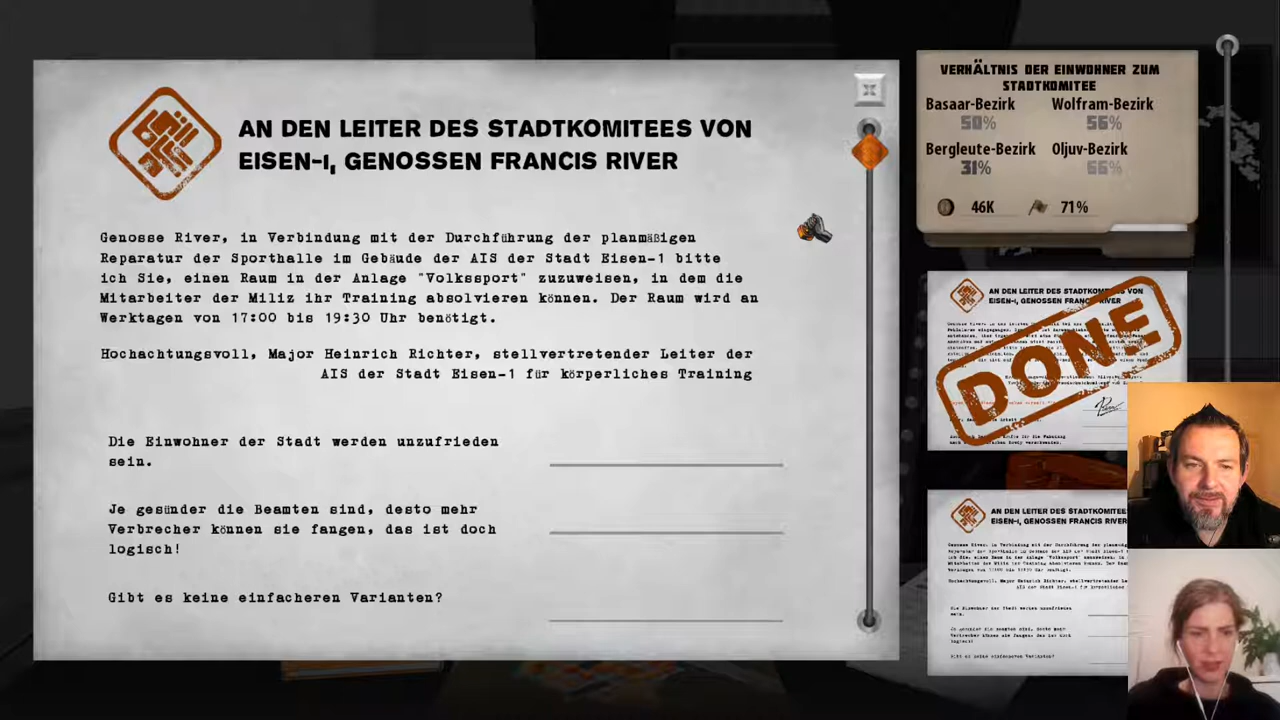 AN DEN LEITER DES STADTKOMITEES VON
EISEN-1, GENOSSEN FRANCIS RIVER
Genosse River, in Verbindung mit der Durchführung der planmäßigen
Reparatur der Sporthalle im Gebäude der AIS der Stadt Eisen-1 bitte
ich Sie, einen Raum in der Anlage "Volkssport" zuzuweisen, in dem die
Mitarbeiter der Miliz ihr Training absolvieren können. Der Raum wird an
Werktagen von 17:00 bis 19:30 Uhr benötigt.
Hochachtungsvoll, Major Heinrich Richter, stellvertretender Leiter der
AIS der Stadt Eisen-1 für körperliches Training
Die Einwohner der Stadt werden unzufrieden
sein.
Je gesünder die Beamten sind, desto mehr
Verbrecher können sie fangen, das ist doch
logisch!
Gibt es keine einfacheren Varianten?
VERHÄLTNIS DER EINWOHNER ZUM
STADTKOMITEE
Basaar-Bezirk Wolfram-Bezirk
50% 56%
Bergleute-Bezirk Oljuv-Bezirk
31% 66%
46K 71%
AN DEN LEITER DES STADTKOMITEES VON
EISEN-1, GENOSSEN FRANCIS RIVER
DONE
AN DEN LEITER DES STADTKOMITEES
EISEN-1, GENOSSEN FRANCIS RIVER